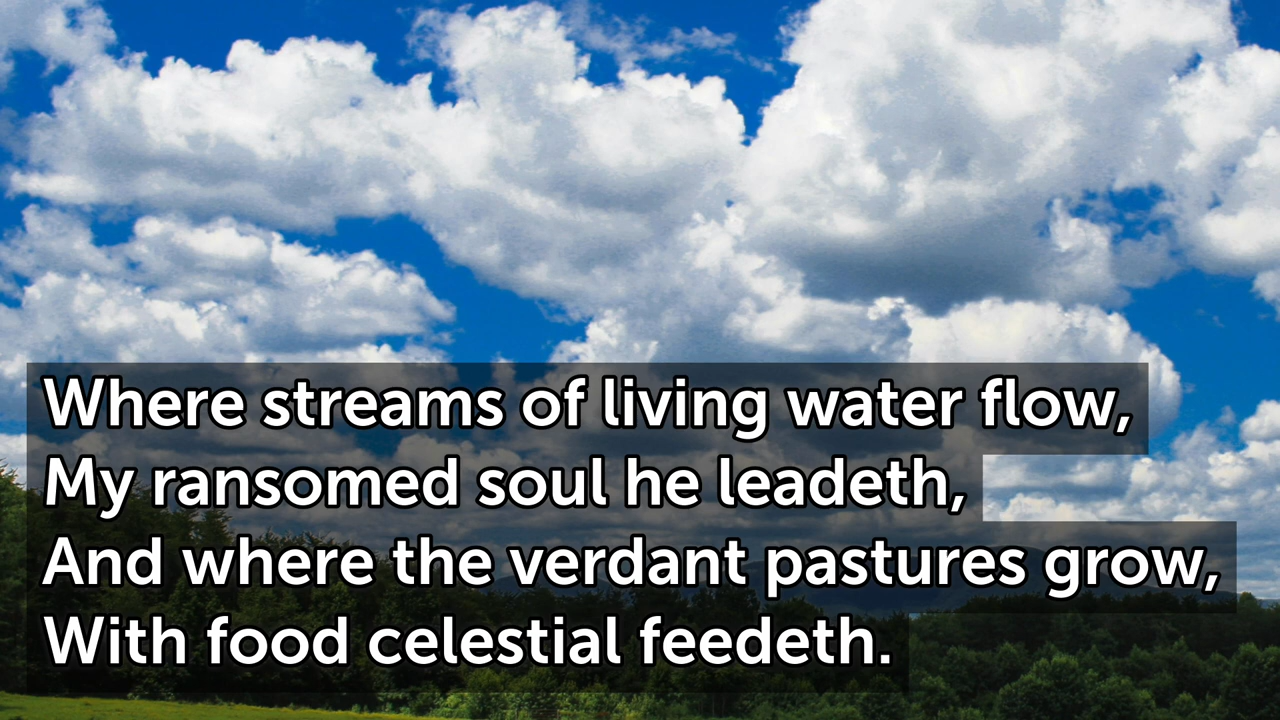 Where streams of living water flow,
My ransomed soul he leadeth,
And where the verdant pastures grow,
With food celestial feedeth.